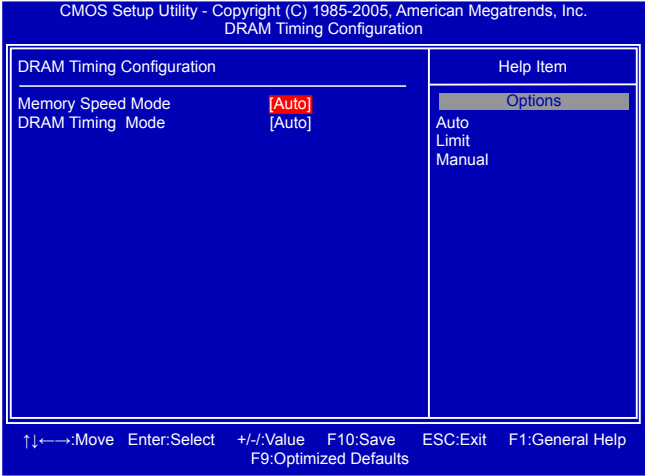 CMOS Setup Utility - Copyright (C) 1985-2005, American Megatrends, Inc.
DRAM Timing Configuration
DRAM Timing Configuration
Help Item
Memory Speed Mode [Auto]
DRAM Timing Mode [Auto]
Options
Auto
Limit
Manual
↑↓←→:Move Enter:Select +/-/:Value F10:Save ESC:Exit F1:General Help
F9:Optimized Defaults